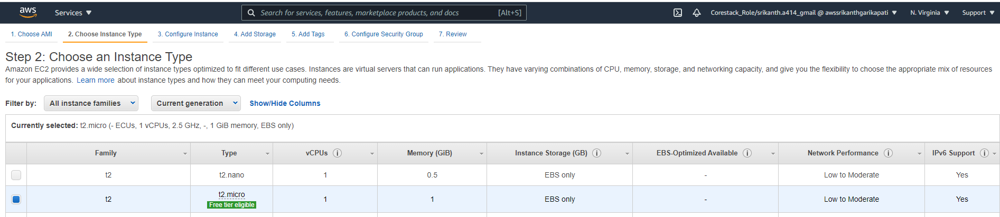 aws Services Search for services, features, marketplace products, and docs [Alt+S] Corestack_Role/srikanth.a414_gmail @ awssrikanthgarikapati N. Virginia Support
1. Choose AMI 2. Choose Instance Type 3. Configure Instance 4. Add Storage 5. Add Tags 6. Configure Security Group 7. Review
Step 2: Choose an Instance Type
Amazon EC2 provides a wide selection of instance types optimized to fit different use cases. Instances are virtual servers that can run applications. They have varying combinations of CPU, memory, storage, and networking capacity, and give you the flexibility to choose the appropriate mix of resources
for your applications. Learn more about instance types and how they can meet your computing needs.
Filter by: All instance families Current generation Show/Hide Columns
Currently selected: t2.micro (- ECUs, 1 vCPUs, 2.5 GHz, -, 1 GiB memory, EBS only)
Family Type vCPUs i Memory (GiB) Instance Storage (GB) i EBS-Optimized Available i Network Performance i IPv6 Support i
t2 t2.nano 1 0.5 EBS only - Low to Moderate Yes
t2 t2.micro 1 1 EBS only - Low to Moderate Yes
Free tier eligible